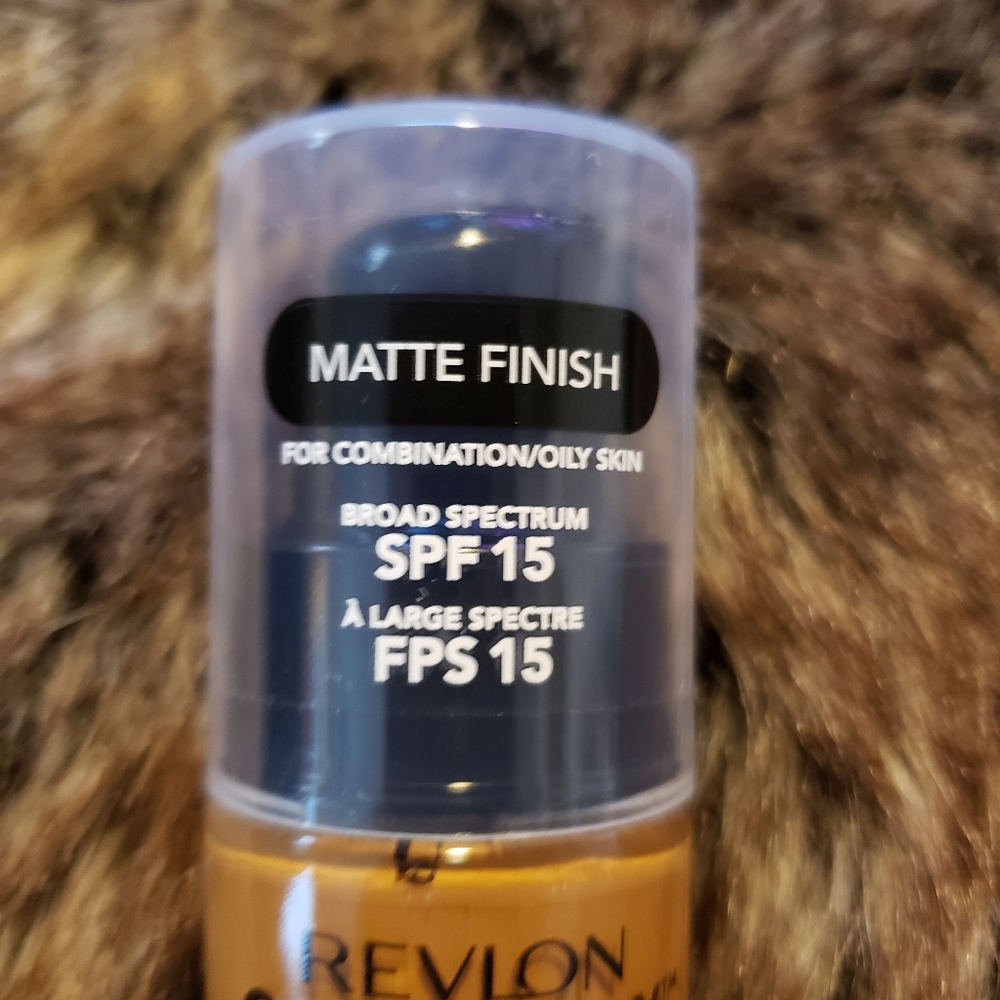 MATTE FINISH
FOR COMBINATION/OILY SKIN
BROAD SPECTRUM
SPF 15
À LARGE SPECTRE
FPS 15
REVLON